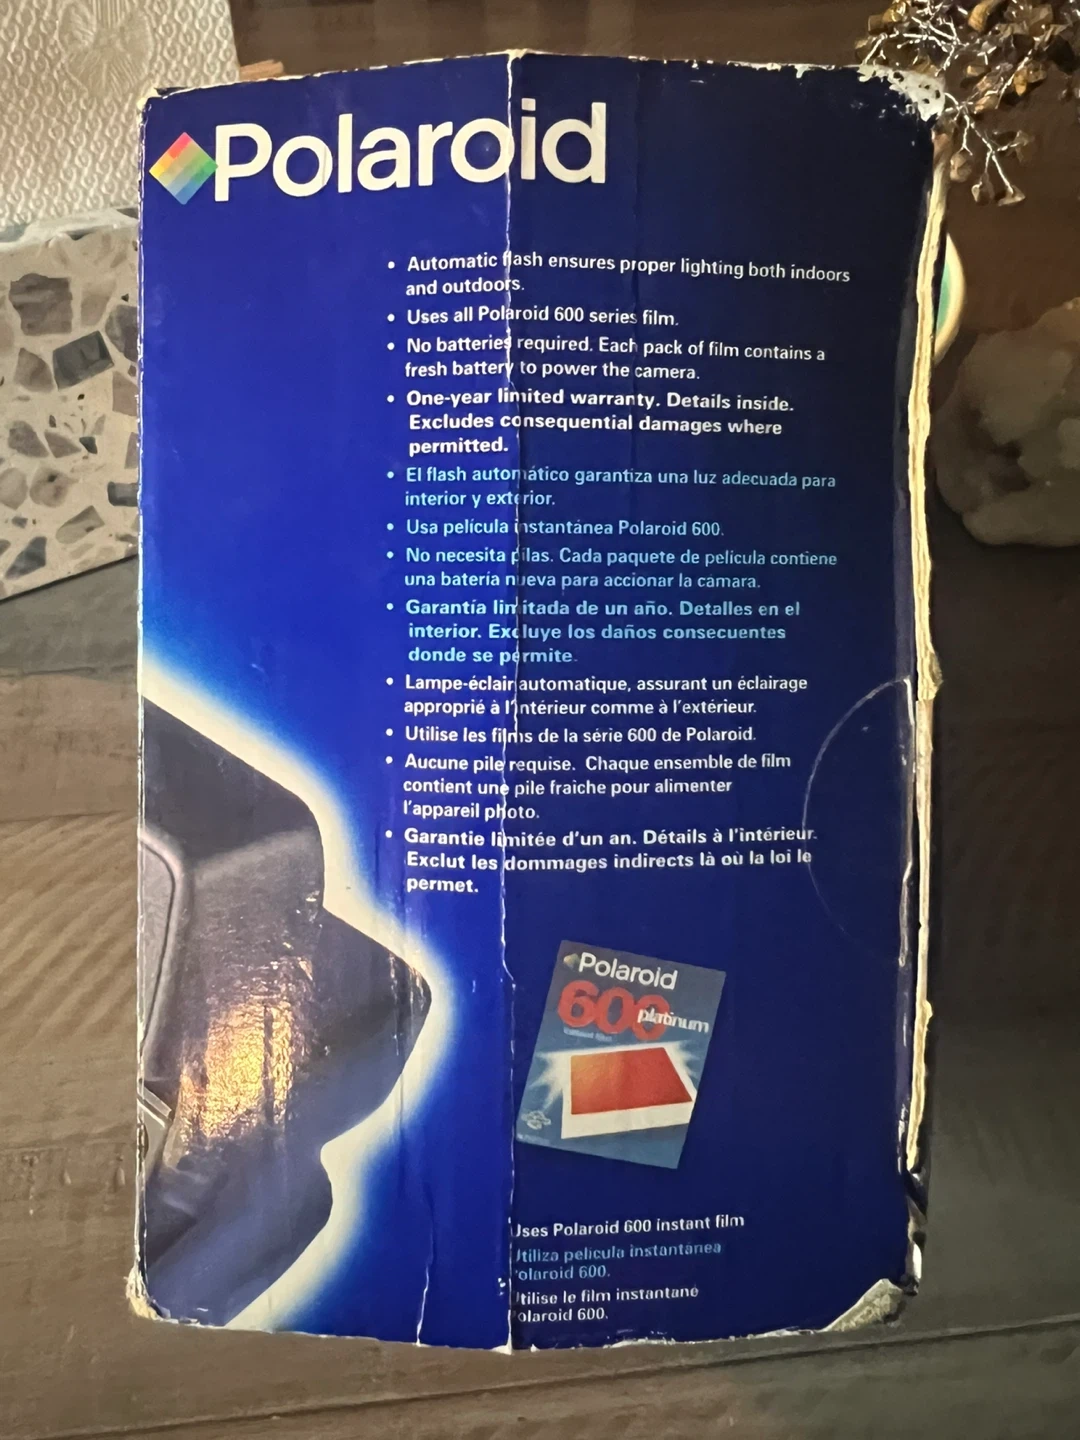 Polaroid
• Automatic flash ensures proper lighting both indoors
and outdoors.
• Uses all Polaroid 600 series film.
• No batteries required. Each pack of film contains a
fresh battery to power the camera.
• One-year limited warranty. Details inside.
Excludes consequential damages where
permitted.
• El flash automático garantiza una luz adecuada para
interior y exterior.
• Usa película instantánea Polaroid 600.
• No necesita pilas. Cada paquete de película contiene
una batería nueva para accionar la cámara.
• Garantía limitada de un año. Detalles en el
interior. Excluye los daños consecuentes
donde se permite.
• Lampe-éclair automatique, assurant un éclairage
approprié à l'intérieur comme à l'extérieur.
• Utilise les films de la série 600 de Polaroid.
• Aucune pile requise. Chaque ensemble de film
contient une pile fraîche pour alimenter
l'appareil photo.
• Garantie limitée d'un an. Détails à l'intérieur.
Exclut les dommages indirects là où la loi le
permet.
Polaroid
600
platinum
Uses Polaroid 600 instant film
Utiliza película instantánea
Polaroid 600.
Utilise le film instantané
Polaroid 600.